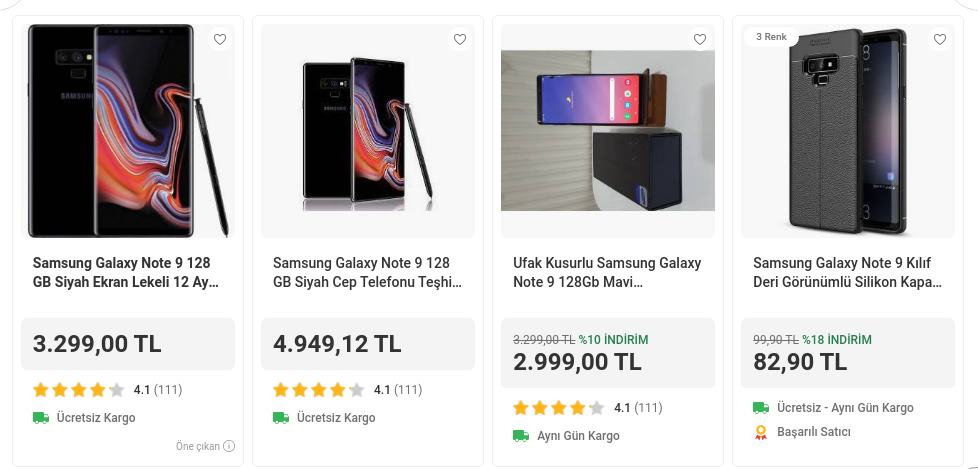 Samsung Galaxy Note 9 128
GB Siyah Ekran Lekeli 12 Ay...
3.299,00 TL
4.1 (111)
Ücretsiz Kargo
Öne çıkan
SAMSUNG
Samsung Galaxy Note 9 128
GB Siyah Cep Telefonu Teşhi...
4.949,12 TL
4.1 (111)
Ücretsiz Kargo
Ufak Kusurlu Samsung Galaxy
Note 9 128Gb Mavi...
3.299,00 TL %10 İNDİRİM
2.999,00 TL
4.1 (111)
Aynı Gün Kargo
3 Renk
Samsung Galaxy Note 9 Kılıf
Deri Görünümlü Silikon Kapa...
99,90 TL %18 İNDİRİM
82,90 TL
Ücretsiz - Aynı Gün Kargo
Başarılı Satıcı